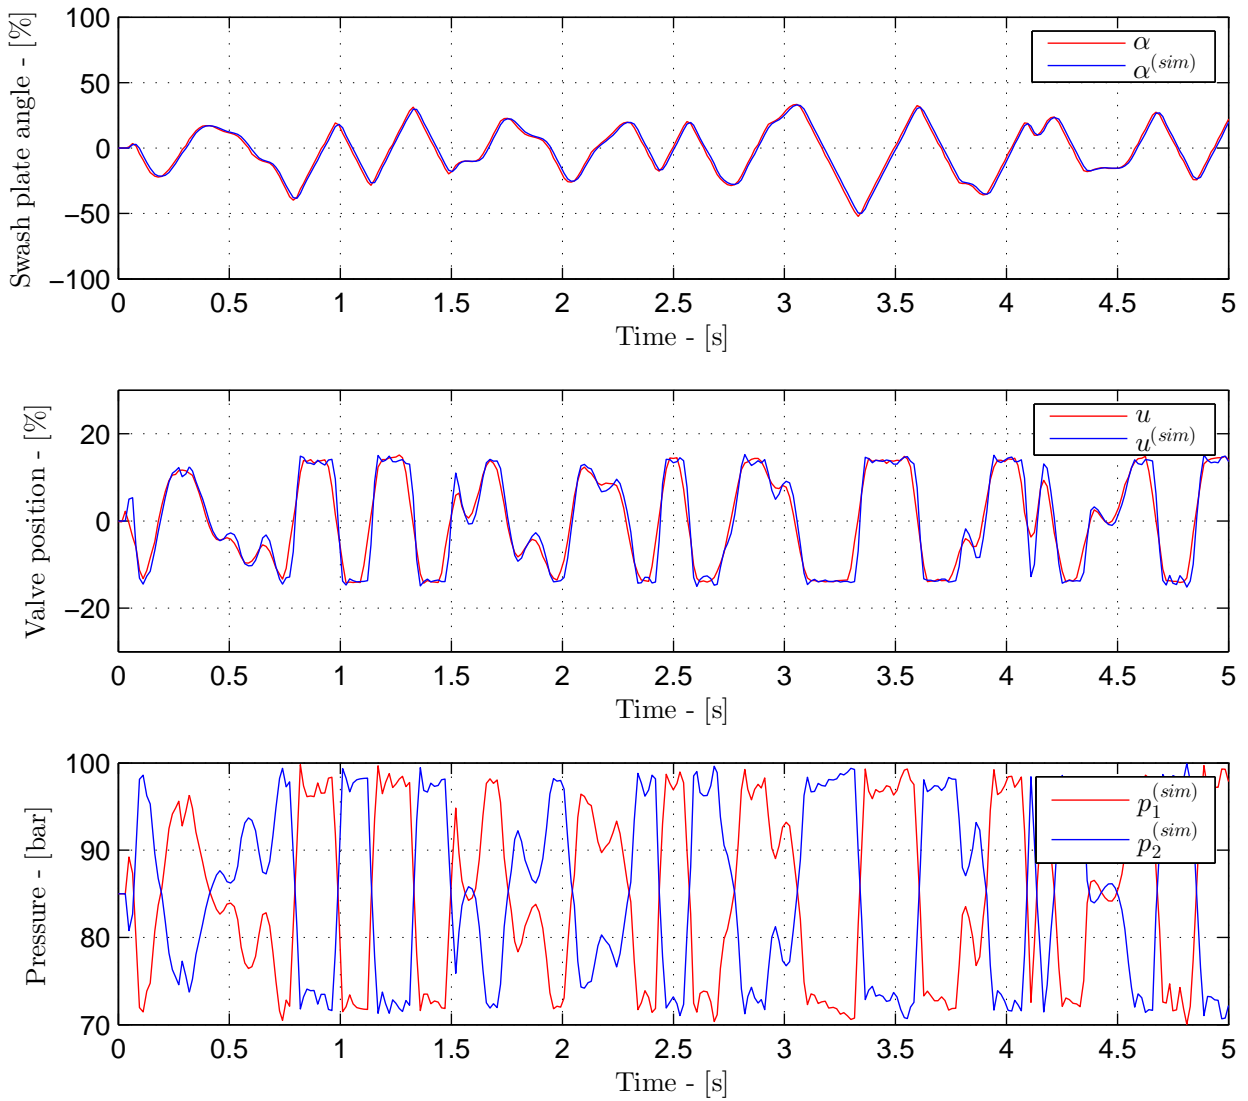 Swash plate angle - [%]
100
50
0
−50
−100
α
α^(sim)
0 0.5 1 1.5 2 2.5 3 3.5 4 4.5 5
Time - [s]
Valve position - [%]
20
0
−20
u
u^(sim)
0 0.5 1 1.5 2 2.5 3 3.5 4 4.5 5
Time - [s]
Pressure - [bar]
100
90
80
70
p_1^(sim)
p_2^(sim)
0 0.5 1 1.5 2 2.5 3 3.5 4 4.5 5
Time - [s]